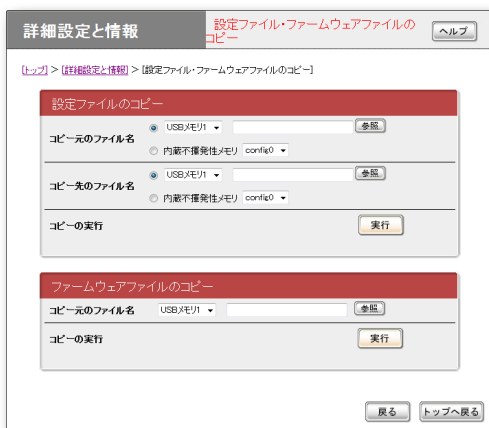 詳細設定と情報
設定ファイル・ファームウェアファイルの
コピー
ヘルプ
[トップ] > [詳細設定と情報] > [設定ファイル・ファームウェアファイルのコピー]
設定ファイルのコピー
コピー元のファイル名
USBメモリ1 参照
内蔵不揮発性メモリ config0
コピー先のファイル名
USBメモリ1 参照
内蔵不揮発性メモリ config0
コピーの実行 実行
ファームウェアファイルのコピー
コピー元のファイル名 USBメモリ1 参照
コピーの実行 実行
戻る トップへ戻る